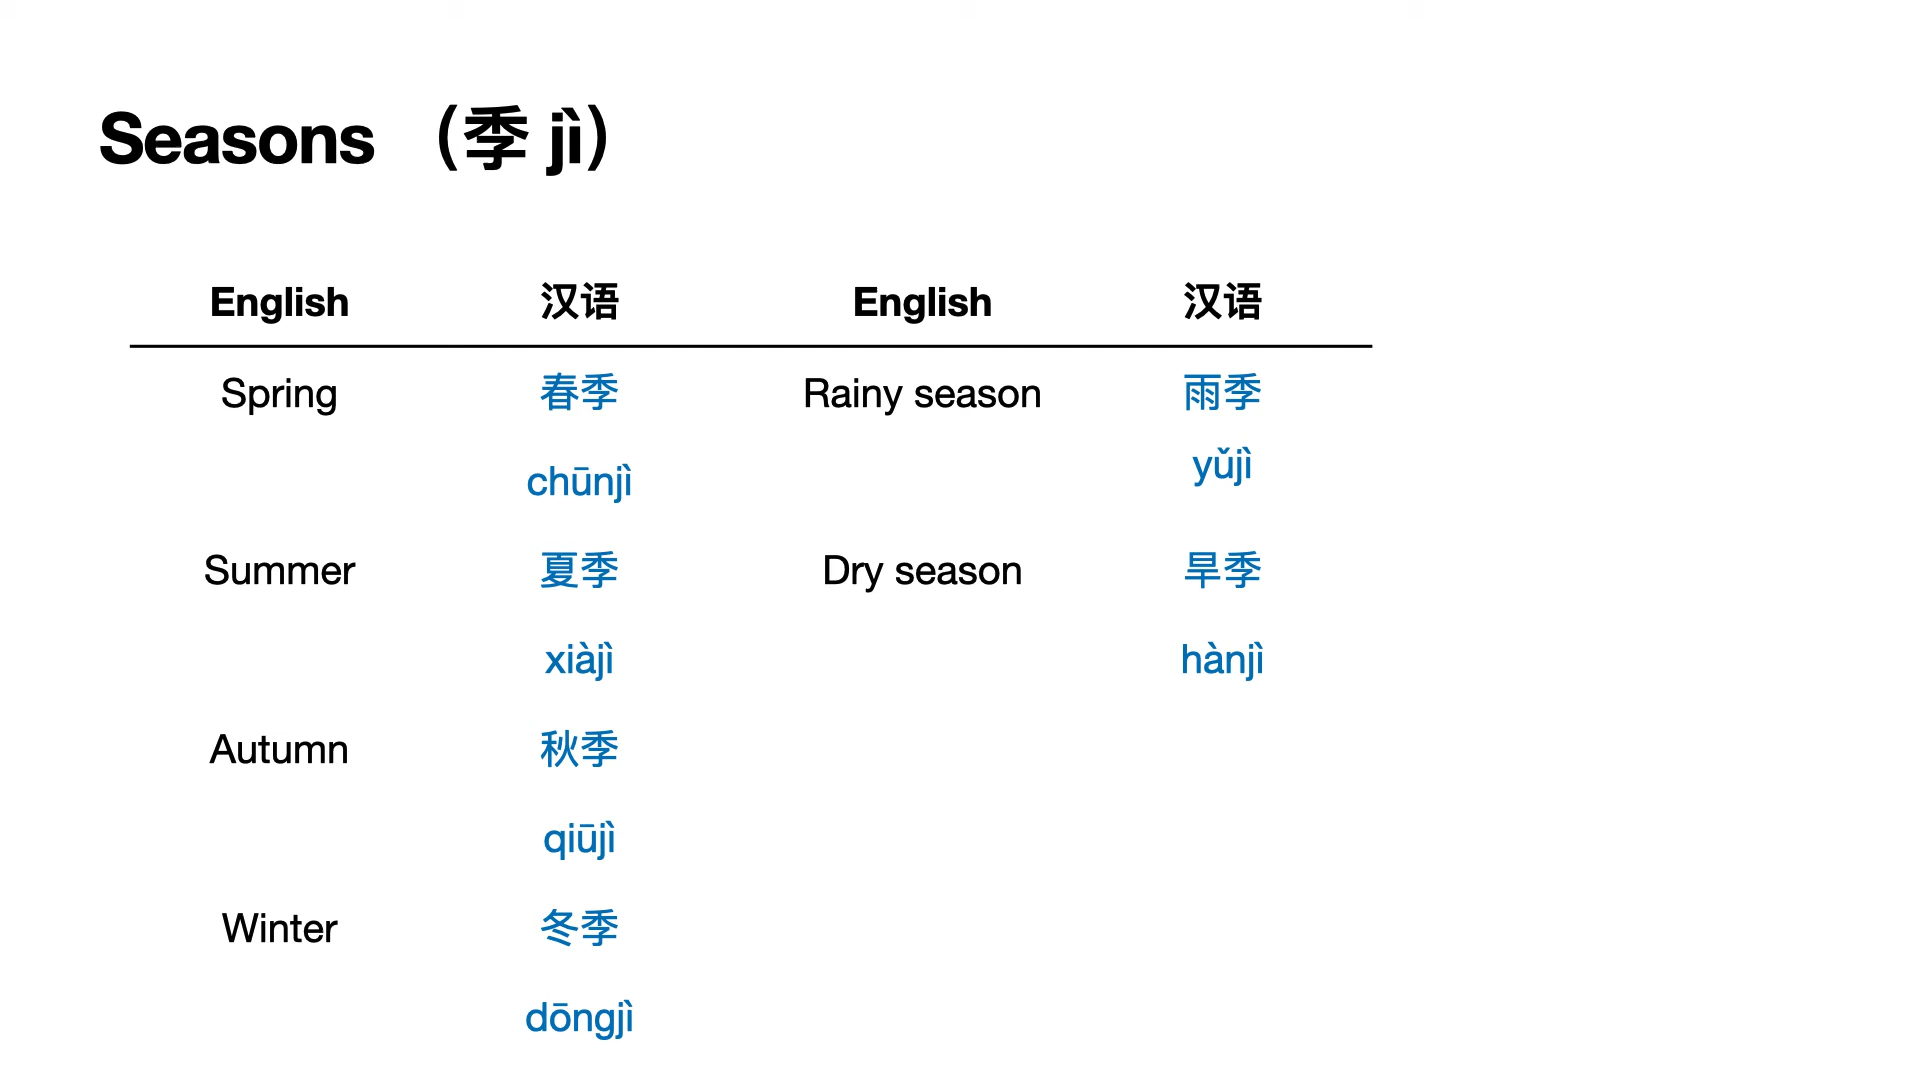 Seasons （季 jì）
English 汉语 English 汉语
Spring 春季 Rainy season 雨季
chūnjì yǔjì
Summer 夏季 Dry season 旱季
xiàjì hànjì
Autumn 秋季
qiūjì
Winter 冬季
dōngjì